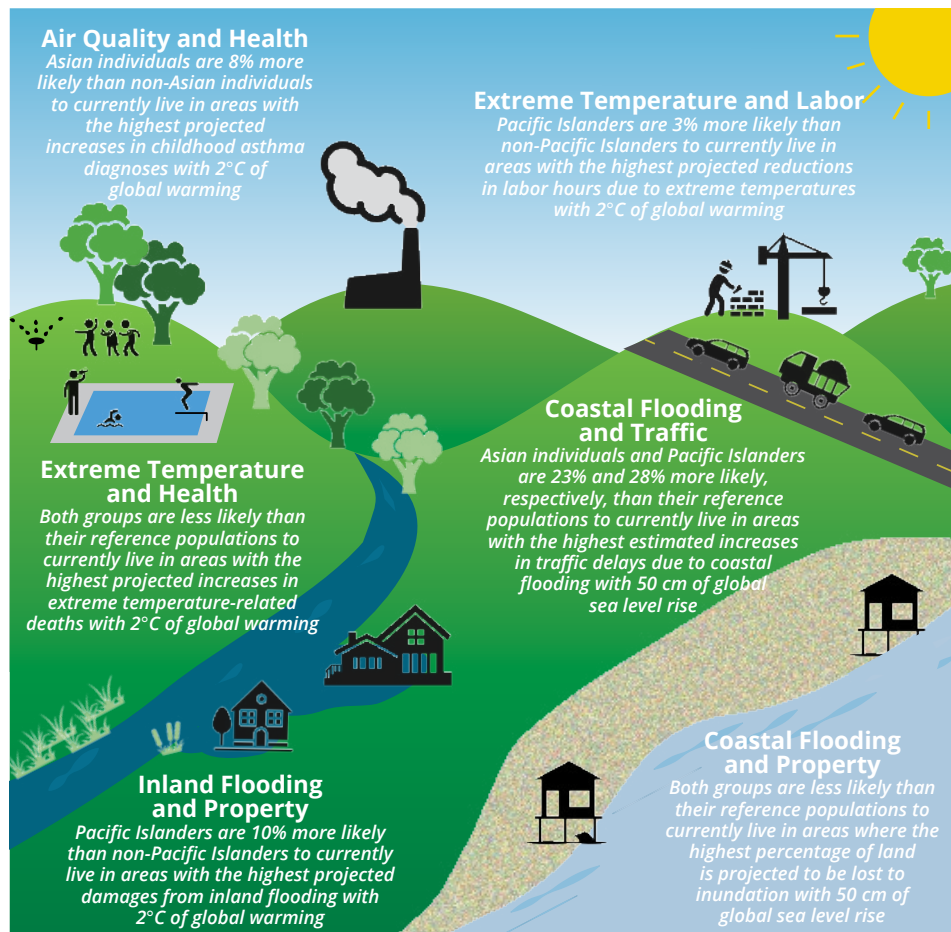 Air Quality and Health
Asian individuals are 8% more
likely than non-Asian individuals
to currently live in areas with
the highest projected
increases in childhood asthma
diagnoses with 2°C of
global warming
Extreme Temperature and Labor
Pacific Islanders are 3% more likely than
non-Pacific Islanders to currently live in
areas with the highest projected reductions
in labor hours due to extreme temperatures
with 2°C of global warming
Extreme Temperature
and Health
Both groups are less likely than
their reference populations to
currently live in areas with the
highest projected increases in
extreme temperature-related
deaths with 2°C of global warming
Coastal Flooding
and Traffic
Asian individuals and Pacific Islanders
are 23% and 28% more likely,
respectively, than their reference
populations to currently live in areas
with the highest estimated increases
in traffic delays due to coastal
flooding with 50 cm of global
sea level rise
Inland Flooding
and Property
Pacific Islanders are 10% more likely
than non-Pacific Islanders to currently
live in areas with the highest projected
damages from inland flooding with
2°C of global warming
Coastal Flooding
and Property
Both groups are less likely than
their reference populations to
currently live in areas where the
highest percentage of land
is projected to be lost to
inundation with 50 cm of
global sea level rise